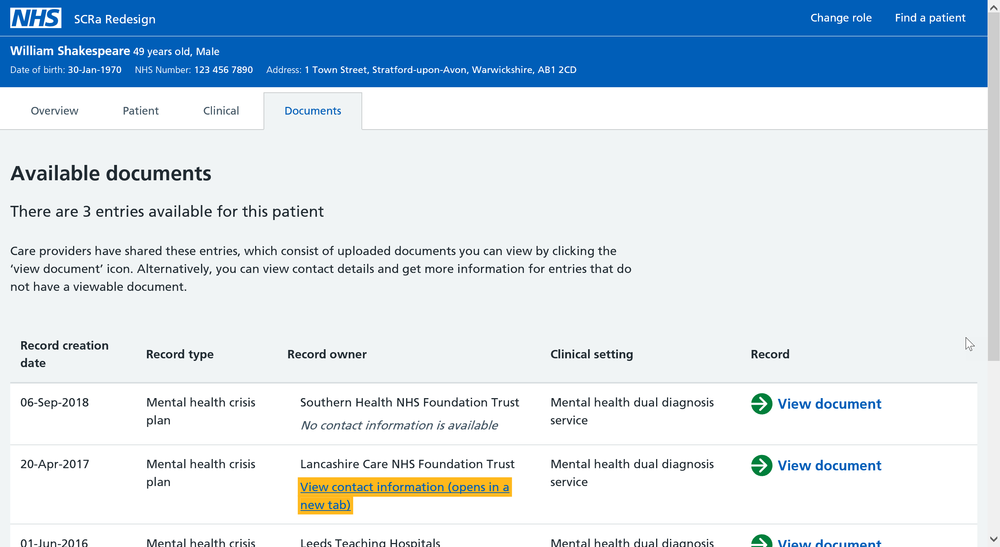 NHS SCRa Redesign Change role Find a patient
William Shakespeare 49 years old, Male
Date of birth: 30-Jan-1970 NHS Number: 123 456 7890 Address: 1 Town Street, Stratford-upon-Avon, Warwickshire, AB1 2CD
Overview Patient Clinical Documents
Available documents
There are 3 entries available for this patient
Care providers have shared these entries, which consist of uploaded documents you can view by clicking the
‘view document’ icon. Alternatively, you can view contact details and get more information for entries that do
not have a viewable document.
Record creation
date
Record type
Record owner
Clinical setting
Record
06-Sep-2018
Mental health crisis
plan
Southern Health NHS Foundation Trust
No contact information is available
Mental health dual diagnosis
service
View document
20-Apr-2017
Mental health crisis
plan
Lancashire Care NHS Foundation Trust
View contact information (opens in a
new tab)
Mental health dual diagnosis
service
View document
01-Jun-2016
Mental health crisis
Leeds Teaching Hospitals
Mental health dual diagnosis
View document